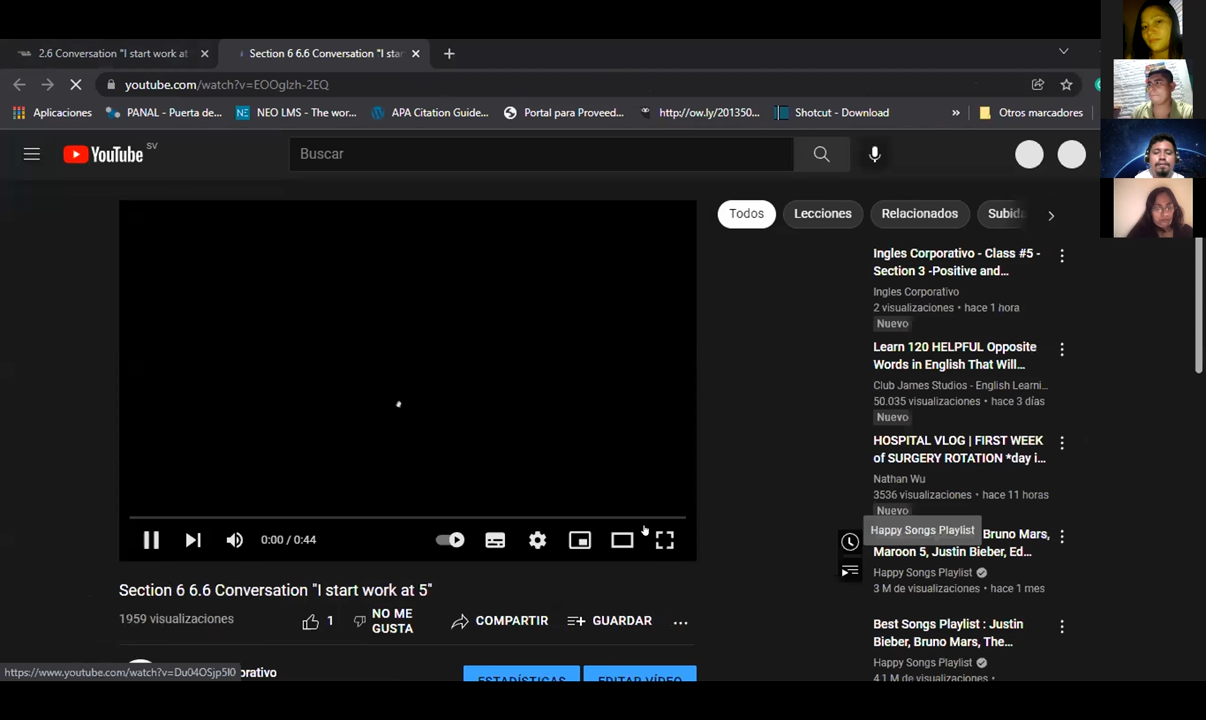 2.6 Conversation "I start work at
Section 6 6.6 Conversation "I sta
youtube.com/watch?v=EOOglzh-2EQ
Aplicaciones
PANAL - Puerta de...
NE
NEO LMS - The wor...
APA Citation Guide...
Portal para Proveed...
http://ow.ly/201350...
Shotcut - Download
»
Otros marcadores
YouTube SV
Buscar
Todos
Lecciones
Relacionados
Subida
Ingles Corporativo - Class #5 -
Section 3 -Positive and...
Ingles Corporativo
2 visualizaciones • hace 1 hora
Nuevo
Learn 120 HELPFUL Opposite
Words in English That Will...
Club James Studios - English Learni...
50.035 visualizaciones • hace 3 días
Nuevo
HOSPITAL VLOG | FIRST WEEK
of SURGERY ROTATION *day i...
Nathan Wu
3536 visualizaciones • hace 11 horas
Nuevo
Happy Songs Playlist
Bruno Mars,
Maroon 5, Justin Bieber, Ed...
Happy Songs Playlist
3 M de visualizaciones • hace 1 mes
Best Songs Playlist : Justin
Bieber, Bruno Mars, The...
Happy Songs Playlist
4,1 M de visualizaciones •
0:00 / 0:44
Section 6 6.6 Conversation "I start work at 5"
1959 visualizaciones
1
NO ME
GUSTA
COMPARTIR
GUARDAR
https://www.youtube.com/watch?v=Du04OSjp5I0
orativo
ESTADÍSTICAS
EDITAR VÍDEO